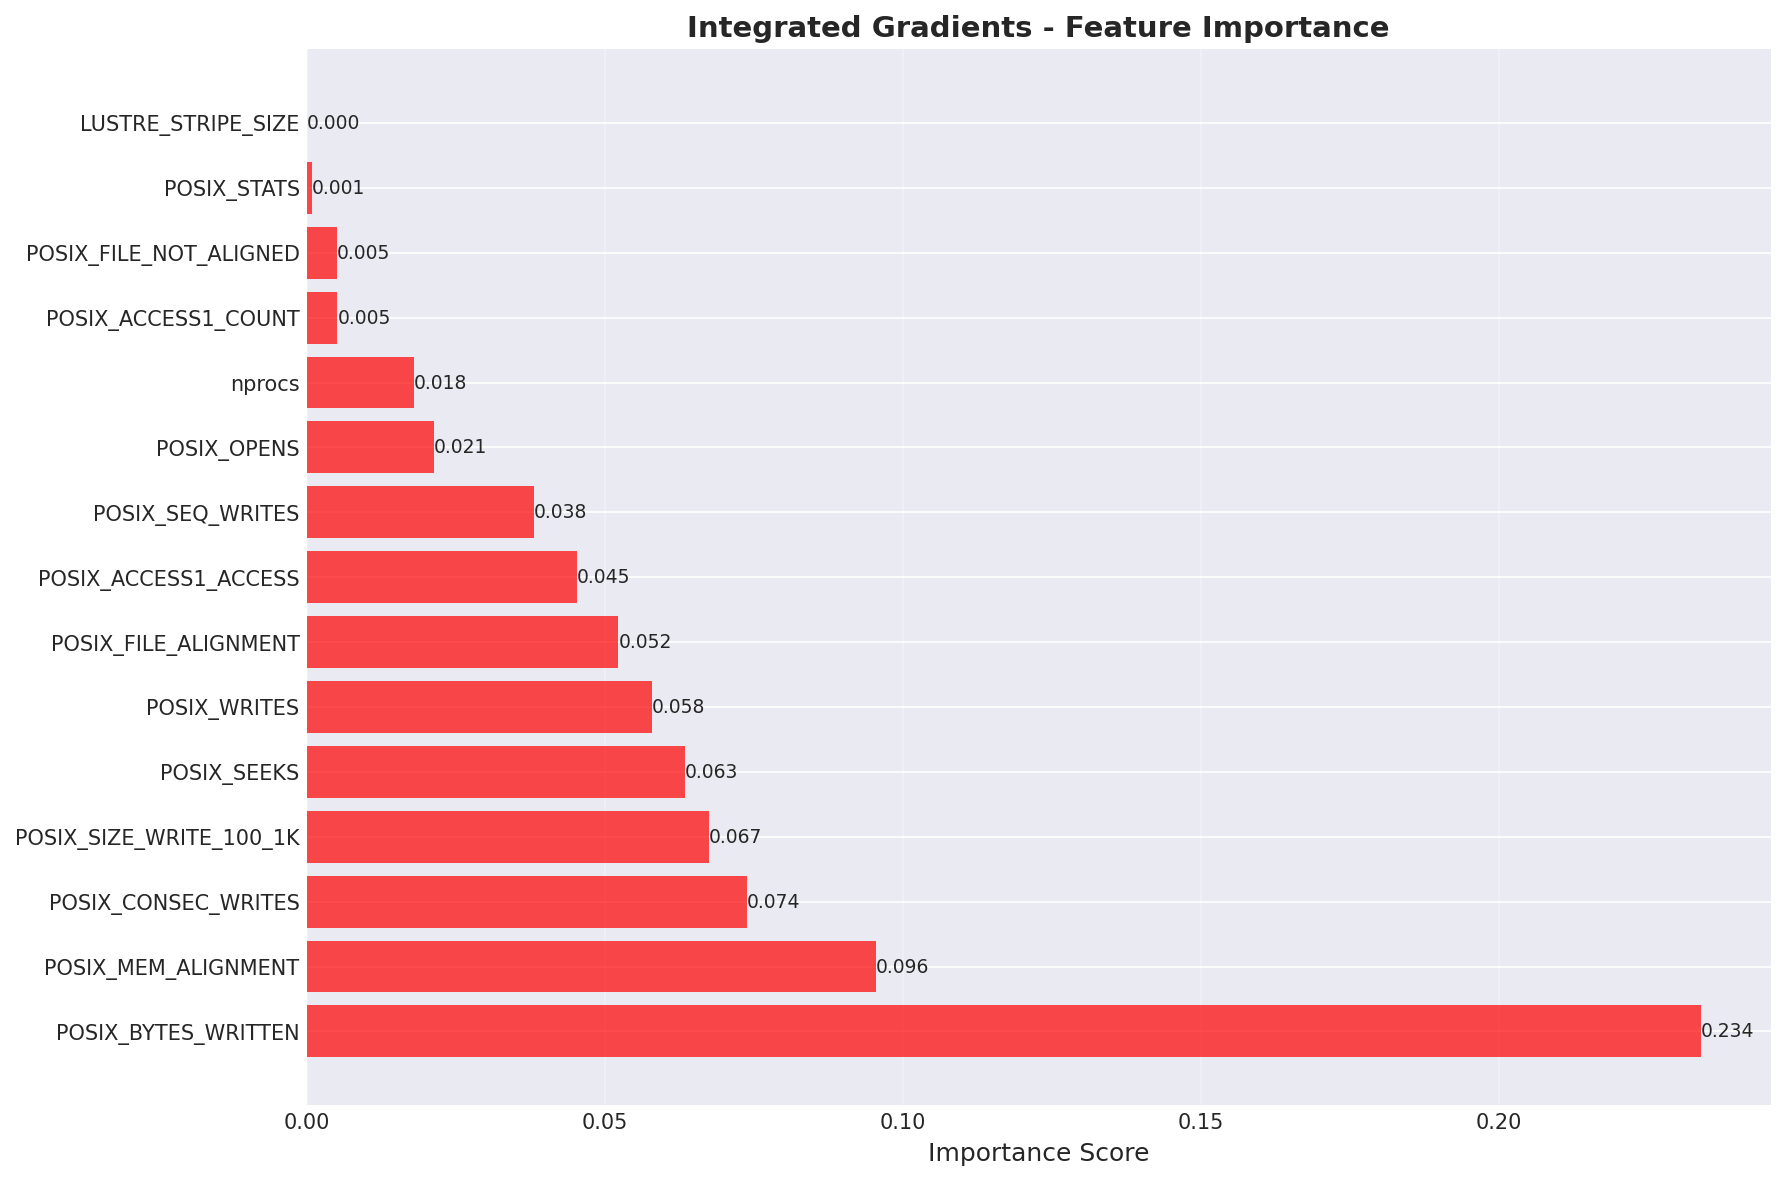 Integrated Gradients - Feature Importance
LUSTRE_STRIPE_SIZE 0.000
POSIX_STATS 0.001
POSIX_FILE_NOT_ALIGNED 0.005
POSIX_ACCESS1_COUNT 0.005
nprocs 0.018
POSIX_OPENS 0.021
POSIX_SEQ_WRITES 0.038
POSIX_ACCESS1_ACCESS 0.045
POSIX_FILE_ALIGNMENT 0.052
POSIX_WRITES 0.058
POSIX_SEEKS 0.063
POSIX_SIZE_WRITE_100_1K 0.067
POSIX_CONSEC_WRITES 0.074
POSIX_MEM_ALIGNMENT 0.096
POSIX_BYTES_WRITTEN 0.234
0.00 0.05 0.10 0.15 0.20
Importance Score